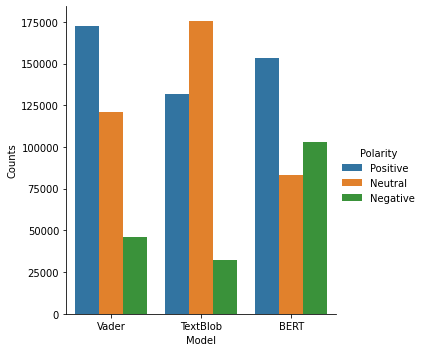 175000
150000
125000
100000
75000
50000
25000
0
Counts
Vader TextBlob BERT
Model
Polarity
Positive
Neutral
Negative